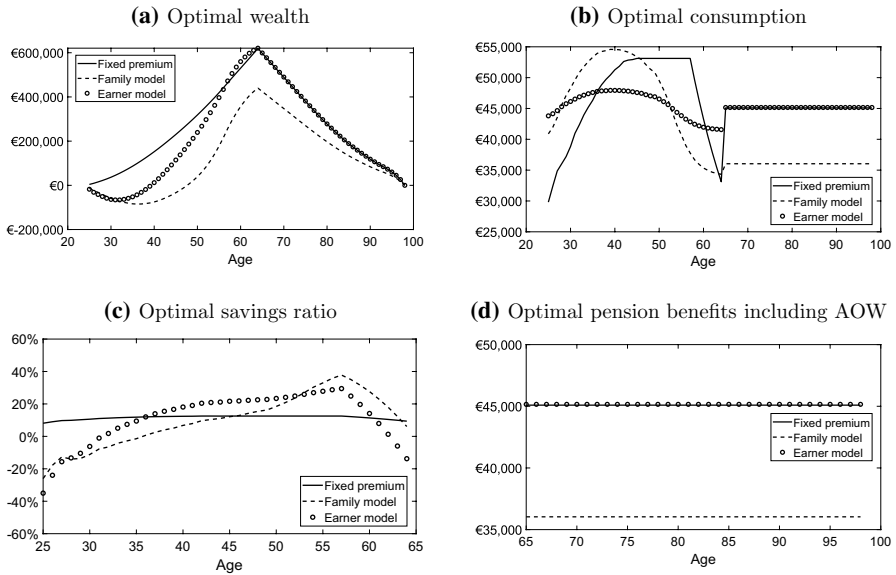 (a) Optimal wealth
€600,000
€400,000
€200,000
€0
€-200,000
Fixed premium
Family model
Earner model
20 30 40 50 60 70 80 90 100
Age
(b) Optimal consumption
€55,000
€50,000
€45,000
€40,000
€35,000
€30,000
€25,000
Fixed premium
Family model
Earner model
20 30 40 50 60 70 80 90 100
Age
(c) Optimal savings ratio
60%
40%
20%
0%
-20%
-40%
-60%
Fixed premium
Family model
Earner model
25 30 35 40 45 50 55 60 65
Age
(d) Optimal pension benefits including AOW
€50,000
€45,000
€40,000
€35,000
Fixed premium
Family model
Earner model
65 70 75 80 85 90 95 100
Age